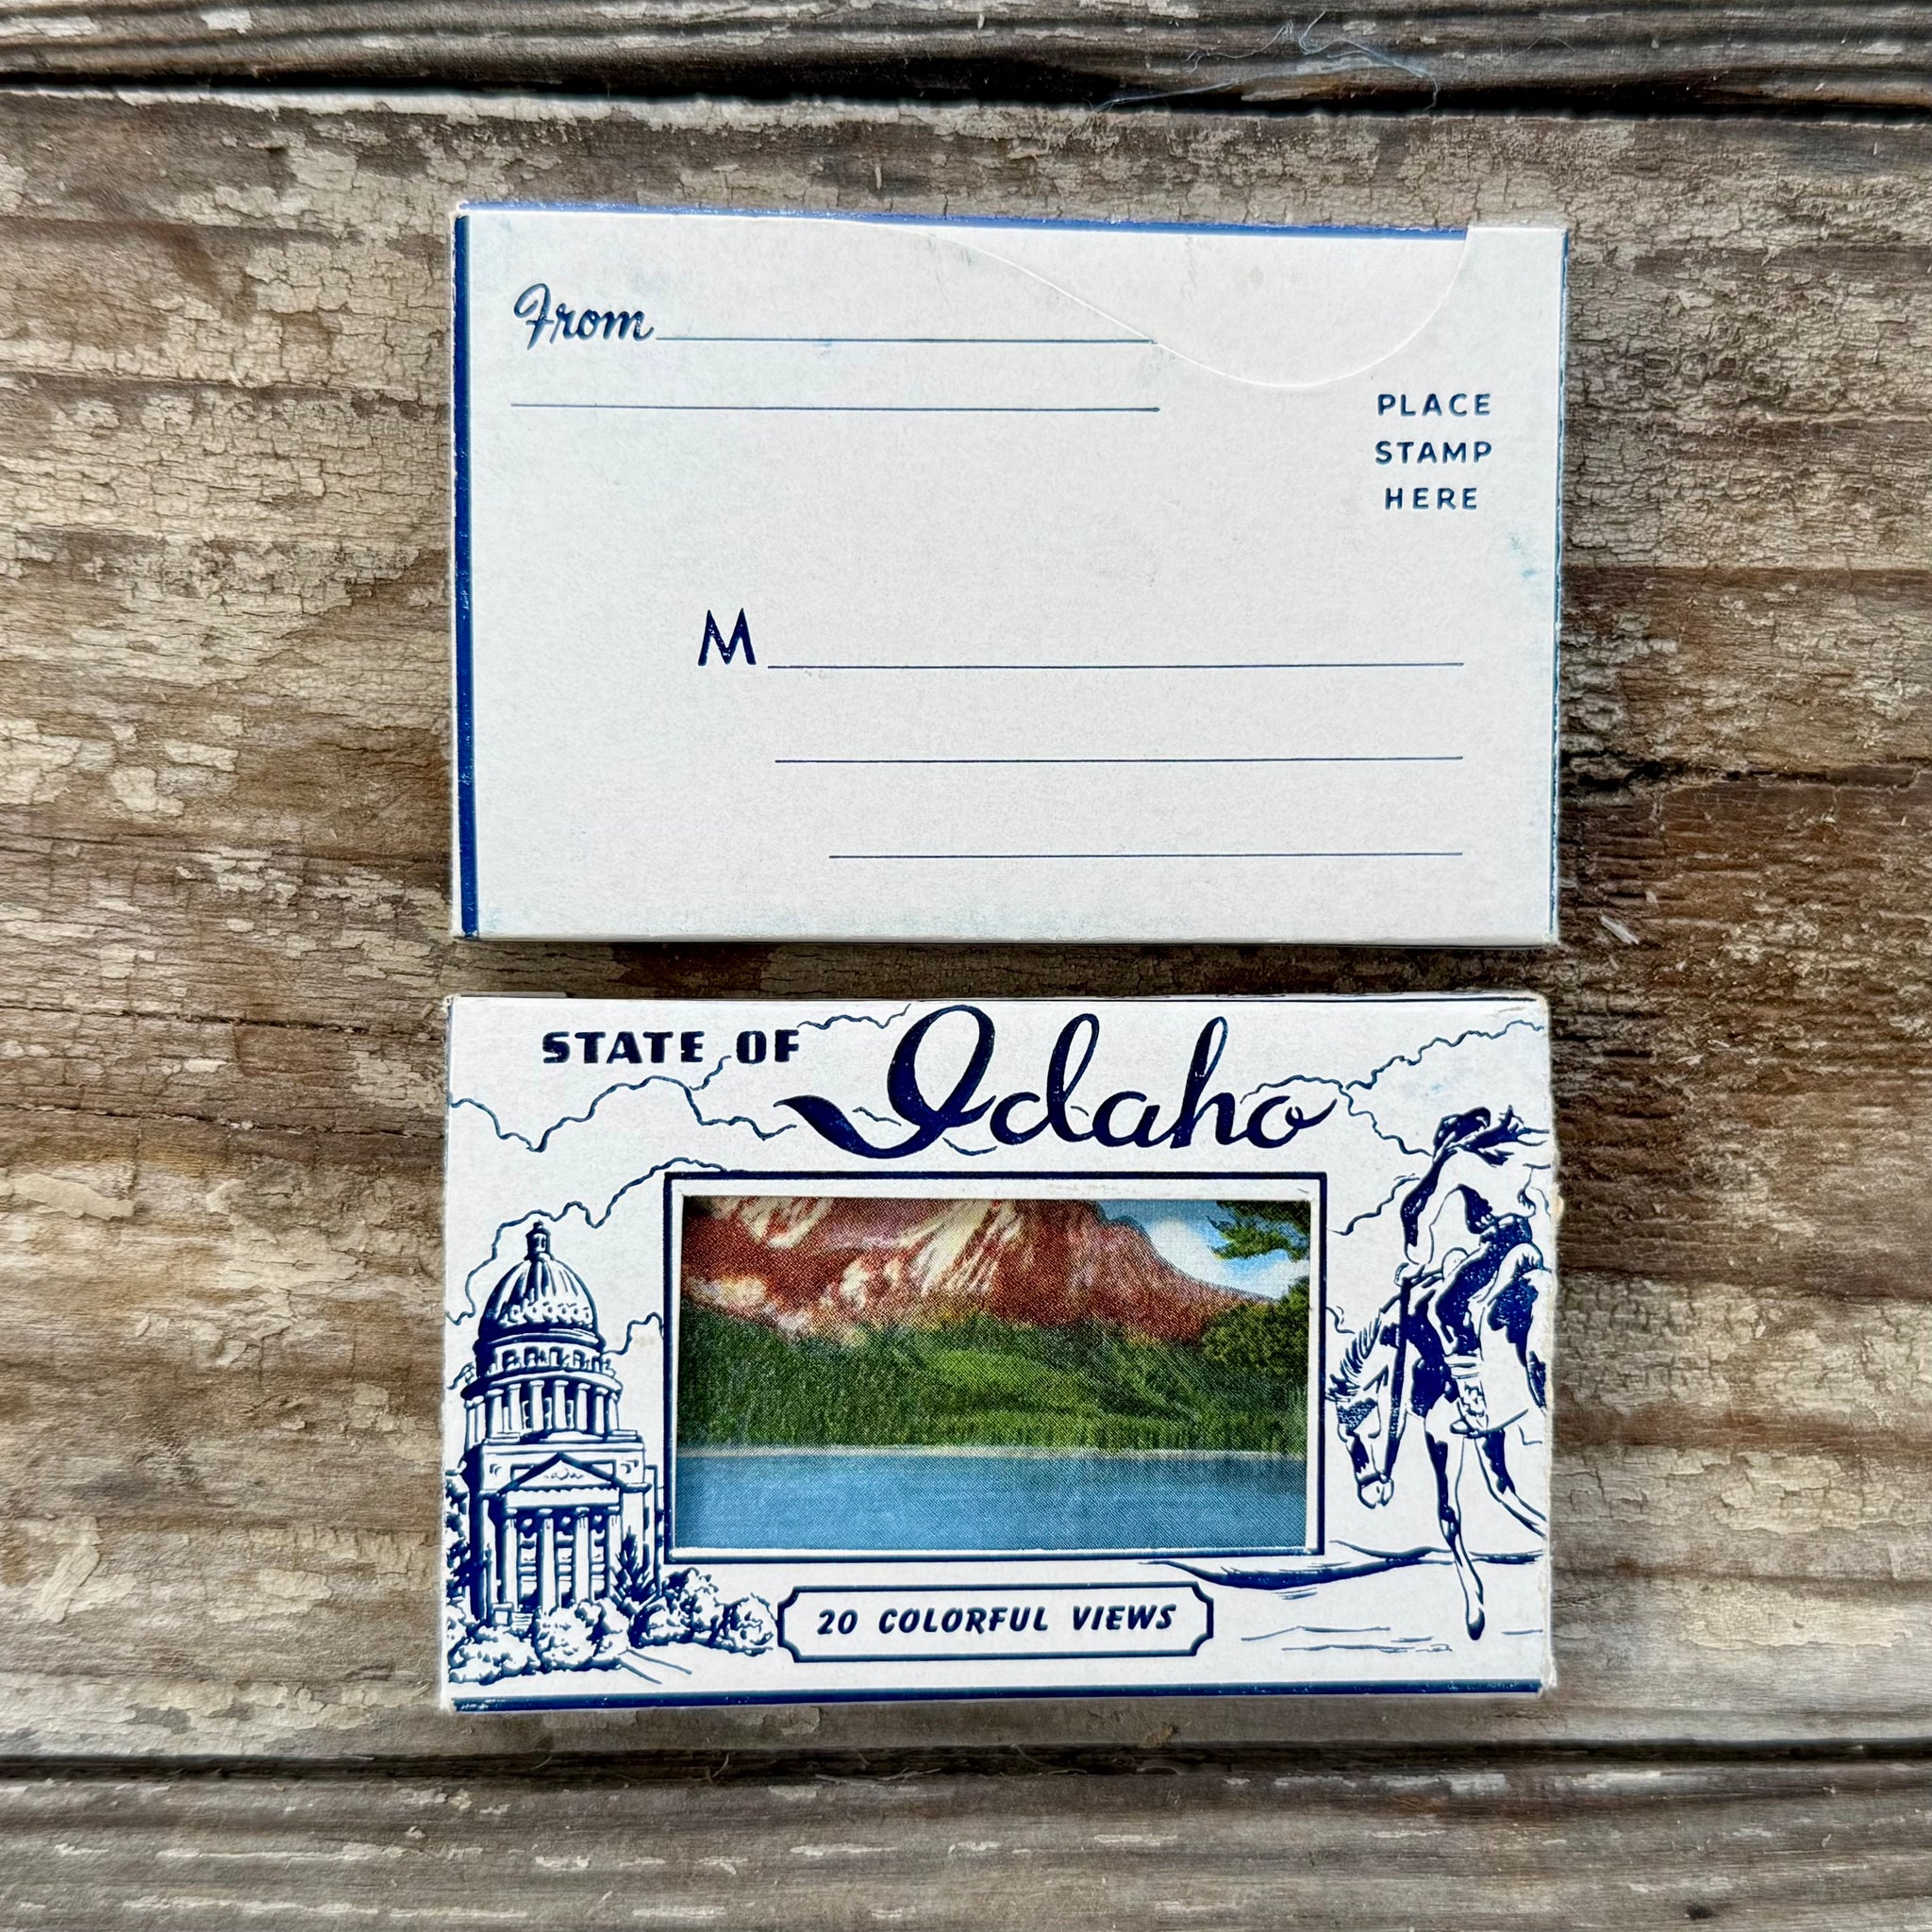 From
PLACE
STAMP
HERE
M
STATE OF Idaho
20 COLORFUL VIEWS